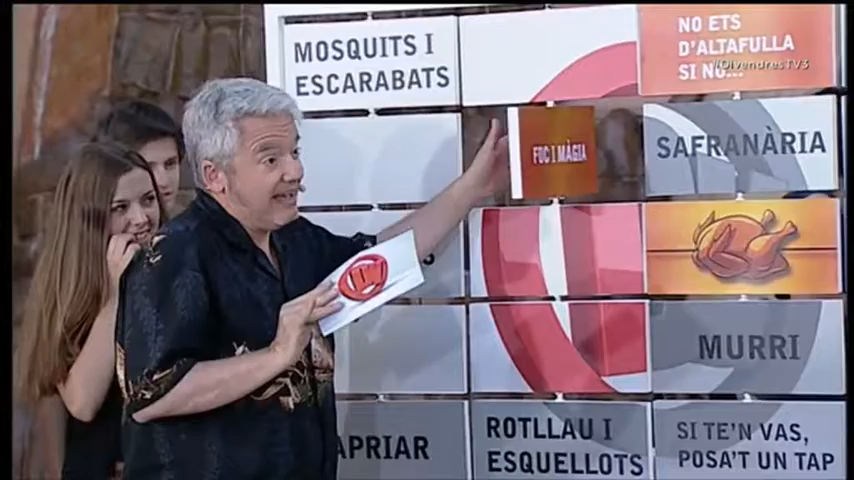 MOSQUITS I
ESCARABATS
NO ETS
D'ALTAFULLA
SI NO...
#DivendresTV3
FOC I MÀGIA
SAFRANÀRIA
MURRI
APRIAR
ROTLLAU I
ESQUELLOTS
SI TE'N VAS,
POSA'T UN TAP